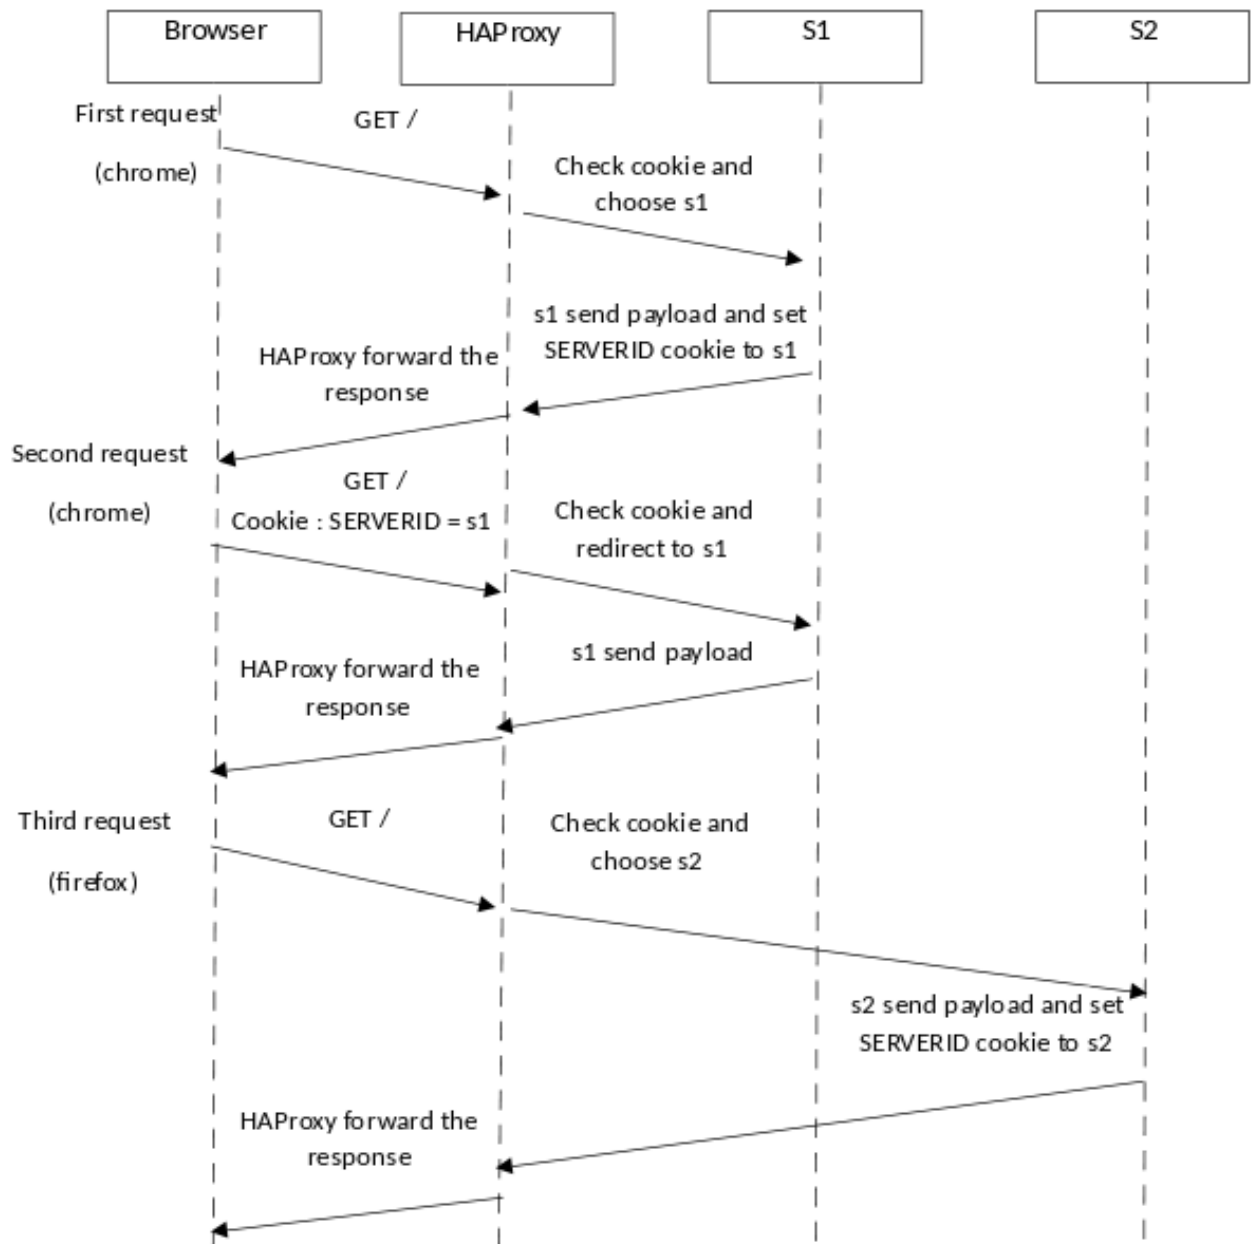 Browser
HAProxy
S1
S2
First request
(chrome)
GET /
Check cookie and
choose s1
s1 send payload and set
SERVERID cookie to s1
HAProxy forward the
response
Second request
(chrome)
GET /
Cookie : SERVERID = s1
Check cookie and
redirect to s1
s1 send payload
HAProxy forward the
response
Third request
(firefox)
GET /
Check cookie and
choose s2
s2 send payload and set
SERVERID cookie to s2
HAProxy forward the
response